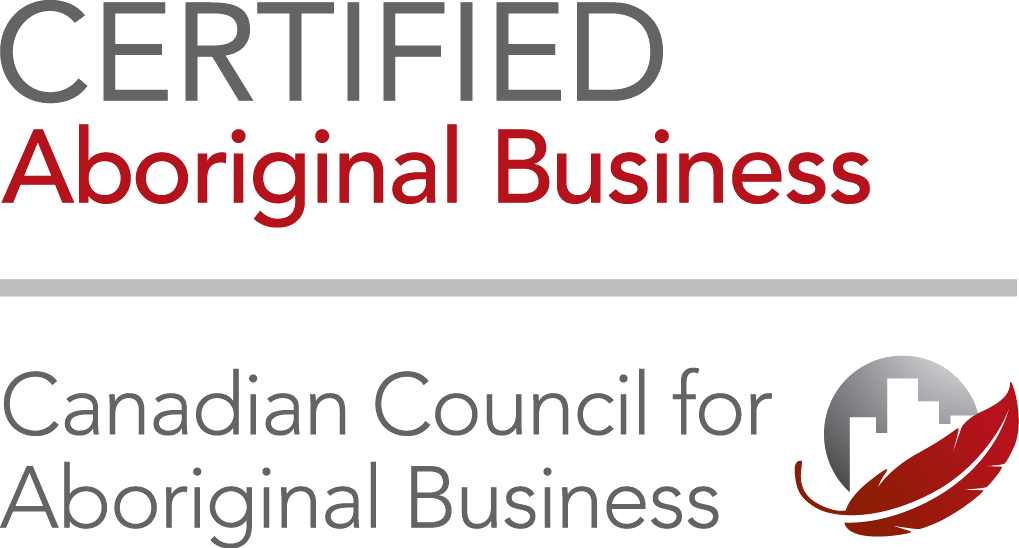 CERTIFIED
Aboriginal Business
Canadian Council for
Aboriginal Business